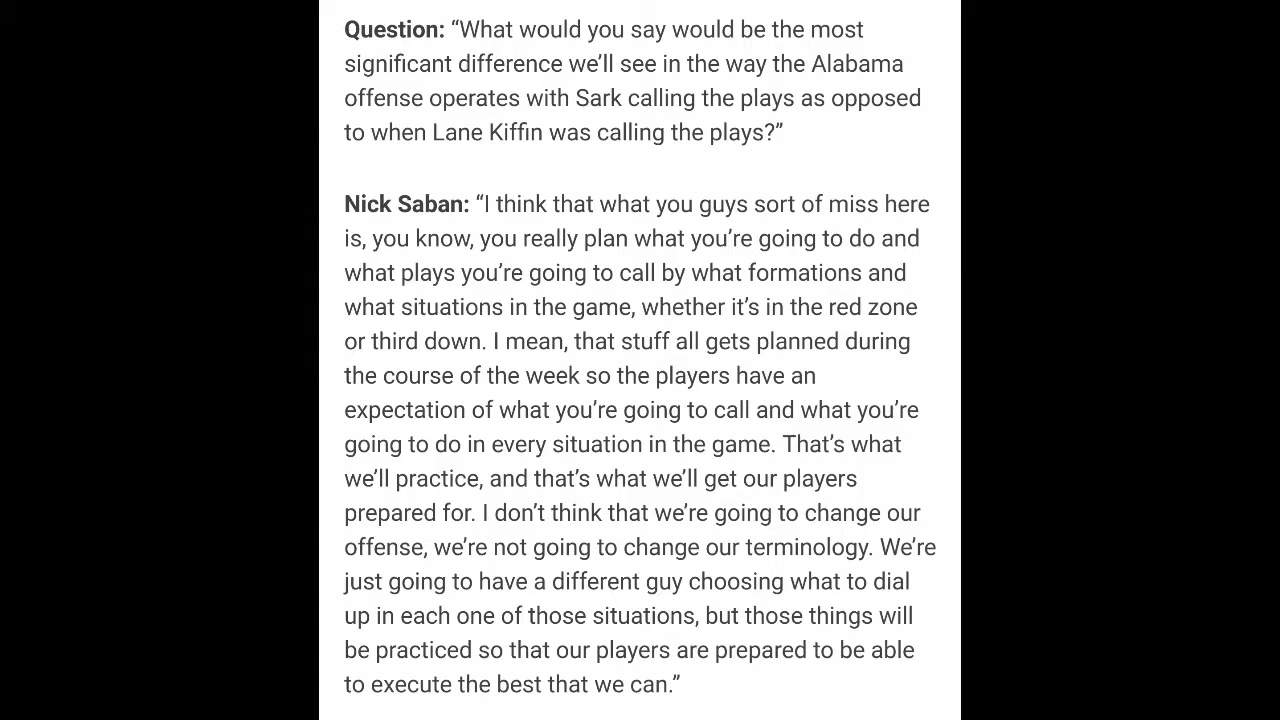 Question: “What would you say would be the most
significant difference we’ll see in the way the Alabama
offense operates with Sark calling the plays as opposed
to when Lane Kiffin was calling the plays?”
Nick Saban: “I think that what you guys sort of miss here
is, you know, you really plan what you’re going to do and
what plays you’re going to call by what formations and
what situations in the game, whether it’s in the red zone
or third down. I mean, that stuff all gets planned during
the course of the week so the players have an
expectation of what you’re going to call and what you’re
going to do in every situation in the game. That’s what
we’ll practice, and that’s what we’ll get our players
prepared for. I don’t think that we’re going to change our
offense, we’re not going to change our terminology. We’re
just going to have a different guy choosing what to dial
up in each one of those situations, but those things will
be practiced so that our players are prepared to be able
to execute the best that we can.”